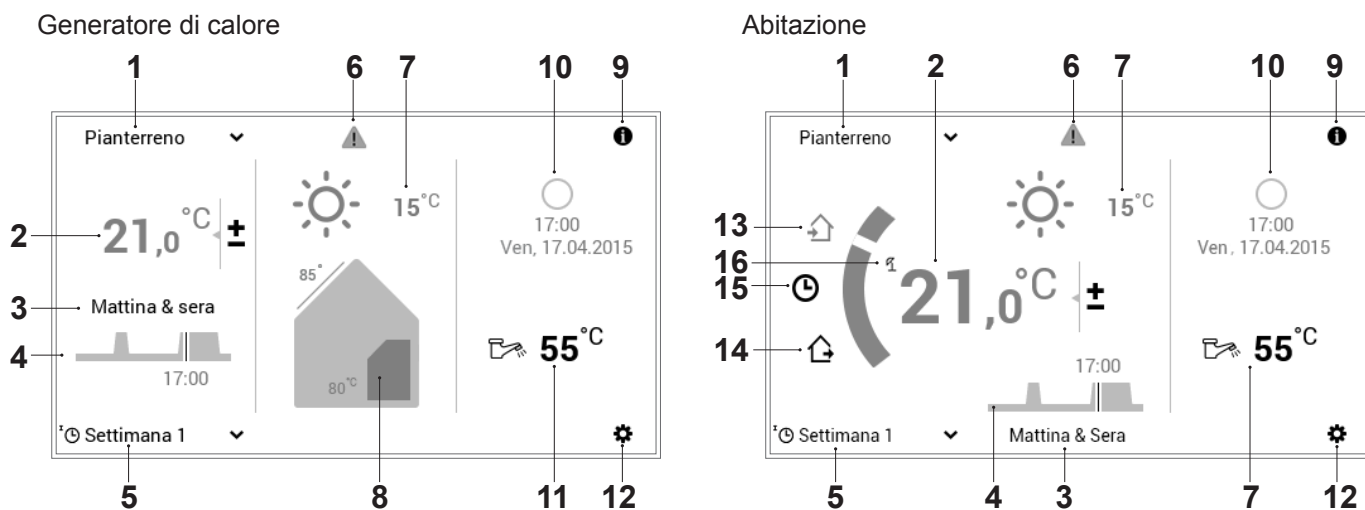 Generatore di calore
1 6 7 10 9
Pianterreno
15°C
21,0 °C ±
2
17:00
Ven, 17.04.2015
85°
3
Mattina & sera
4
17:00
80°C
55°C
Settimana 1
5 8 11 12
Abitazione
1 2 6 7 10 9
Pianterreno
15°C
13
17:00
Ven, 17.04.2015
16
15
21,0 °C ±
14
17:00
55°C
Settimana 1
Mattina & Sera
5 4 3 7 12